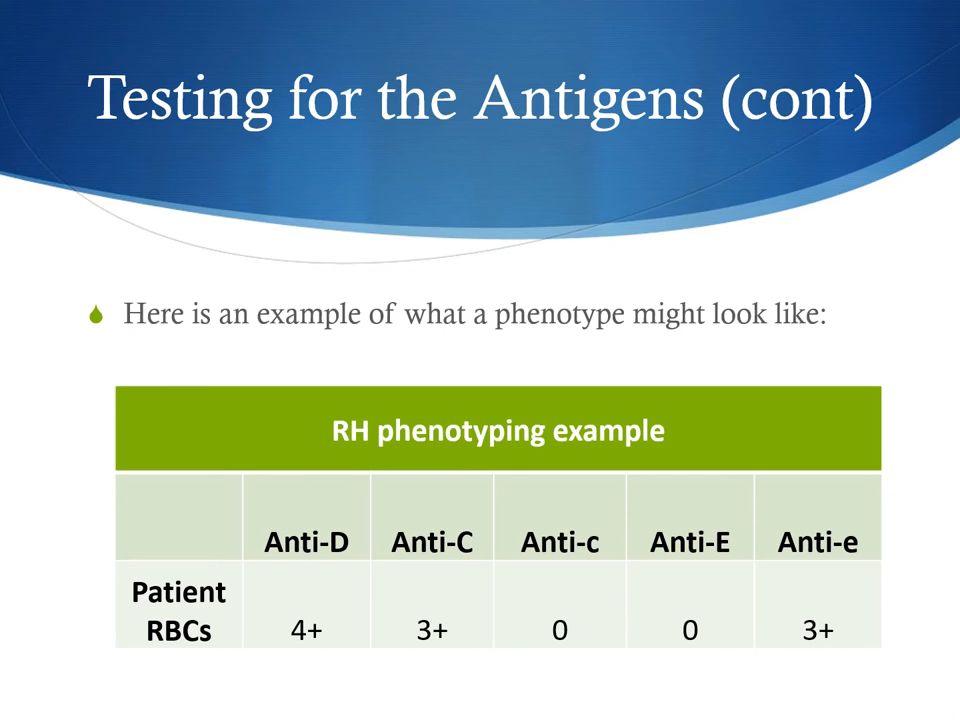 Testing for the Antigens (cont)
Here is an example of what a phenotype might look like:
RH phenotyping example
Anti-D Anti-C Anti-c Anti-E Anti-e
Patient
RBCs 4+ 3+ 0 0 3+